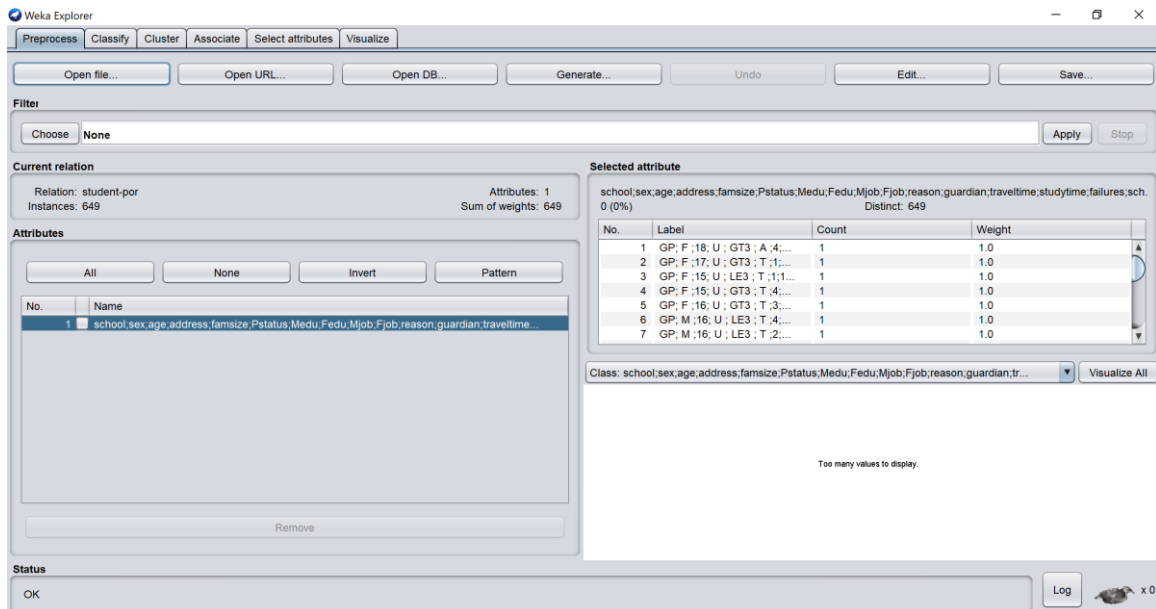 Weka Explorer
Preprocess Classify Cluster Associate Select attributes Visualize
Open file... Open URL... Open DB... Generate... Undo Edit... Save...
Filter
Choose None Apply Stop
Current relation
Relation: student-por Attributes: 1
Instances: 649 Sum of weights: 649
Attributes
All None Invert Pattern
No. Name
1 school;sex;age;address;famsize;Pstatus;Medu;Fedu;Mjob;Fjob;reason;guardian;traveltime...
Remove
Selected attribute
school;sex;age;address;famsize;Pstatus;Medu;Fedu;Mjob;Fjob;reason;guardian;traveltime;studytime;failures;sch.
0 (0%) Distinct: 649
No. Label Count Weight
1 GP; F ;18; U ; GT3 ; A ;4;... 1 1.0
2 GP; F ;17; U ; GT3 ; T ;1;... 1 1.0
3 GP; F ;15; U ; LE3 ; T ;1;1... 1 1.0
4 GP; F ;15; U ; GT3 ; T ;4;... 1 1.0
5 GP; F ;16; U ; GT3 ; T ;3;... 1 1.0
6 GP; M ;16; U ; LE3 ; T ;4;... 1 1.0
7 GP; M ;16; U ; LE3 ; T ;2;... 1 1.0
Class: school;sex;age;address;famsize;Pstatus;Medu;Fedu;Mjob;Fjob;reason;guardian;tr... Visualize All
Too many values to display.
Status
OK Log x 0